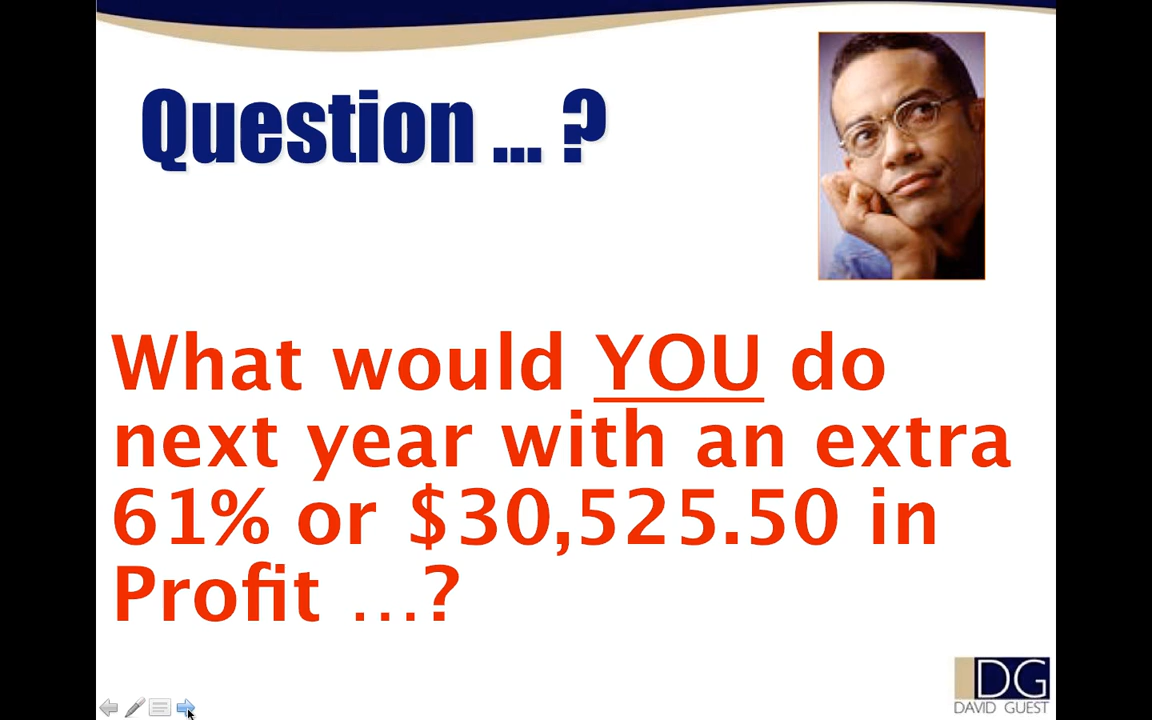 Question ... ?
What would YOU do
next year with an extra
61% or $30,525.50 in
Profit ...?
DG
DAVID GUEST